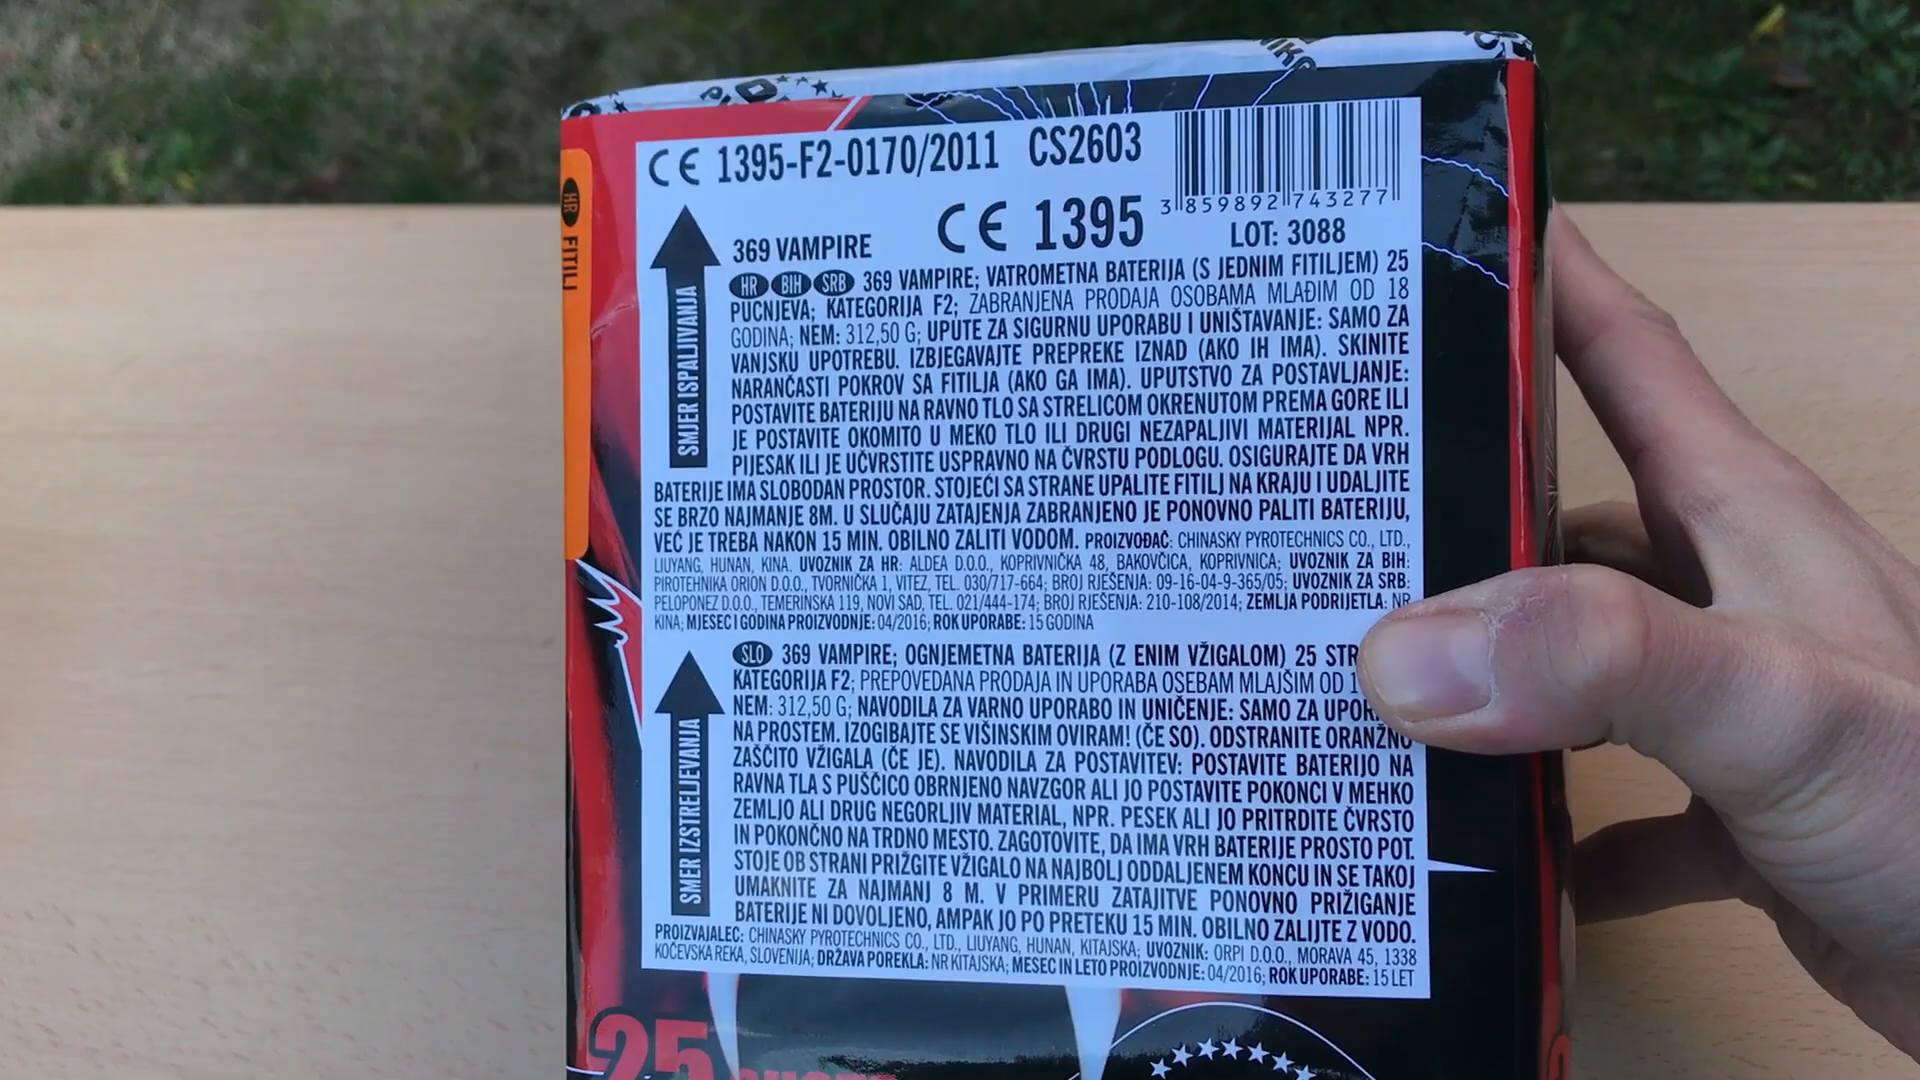 CE 1395-F2-0170/2011 CS2603
3 859892 743277
CE 1395
LOT: 3088
369 VAMPIRE
HR FITILJ
SMJER ISPALJIVANJA
HR BIH SRB 369 VAMPIRE; VATROMETNA BATERIJA (S JEDNIM FITILJEM) 25
PUCNJEVA; KATEGORIJA F2; ZABRANJENA PRODAJA OSOBAMA MLAĐIM OD 18
GODINA; NEM: 312,50 G; UPUTE ZA SIGURNU UPORABU I UNIŠTAVANJE: SAMO ZA
VANJSKU UPOTREBU. IZBJEGAVAJTE PREPREKE IZNAD (AKO IH IMA). SKINITE
NARANČASTI POKROV SA FITILJA (AKO GA IMA). UPUTSTVO ZA POSTAVLJANJE:
POSTAVITE BATERIJU NA RAVNO TLO SA STRELICOM OKRENUTOM PREMA GORE ILI
JE POSTAVITE OKOMITO U MEKO TLO ILI DRUGI NEZAPALJIVI MATERIJAL NPR.
PIJESAK ILI JE UČVRSTITE USPRAVNO NA ČVRSTU PODLOGU. OSIGURAJTE DA VRH
BATERIJE IMA SLOBODAN PROSTOR. STOJEĆI SA STRANE UPALITE FITILJ NA KRAJU I UDALJITE
SE BRZO NAJMANJE 8M. U SLUČAJU ZATAJENJA ZABRANJENO JE PONOVNO PALITI BATERIJU,
VEĆ JE TREBA NAKON 15 MIN. OBILNO ZALITI VODOM. PROIZVOĐAČ: CHINASKY PYROTECHNICS CO., LTD.,
LIUYANG, HUNAN, KINA. UVOZNIK ZA HR: ALDEA D.O.O., KOPRIVNIČKA 48, BAKOVČICA, KOPRIVNICA; UVOZNIK ZA BIH:
PIROTEHNIKA ORION D.O.O., TVORNIČKA 1, VITEZ, TEL. 030/717-664; BROJ RJEŠENJA: 09-16-04-9-365/05; UVOZNIK ZA SRB:
PELOPONEZ D.O.O., TEMERINSKA 119, NOVI SAD, TEL. 021/444-174; BROJ RJEŠENJA: 210-108/2014; ZEMLJA PODRIJETLA: NR
KINA; MJESEC I GODINA PROIZVODNJE: 04/2016; ROK UPORABE: 15 GODINA
SMER IZSTRELJEVANJA
SLO 369 VAMPIRE; OGNJEMETNA BATERIJA (Z ENIM VŽIGALOM) 25 STR
KATEGORIJA F2; PREPOVEDANA PRODAJA IN UPORABA OSEBAM MLAJŠIM OD 1
NEM: 312,50 G; NAVODILA ZA VARNO UPORABO IN UNIČENJE: SAMO ZA UPOR
NA PROSTEM. IZOGIBAJTE SE VIŠINSKIM OVIRAM! (ČE SO). ODSTRANITE ORANŽNO
ZAŠČITO VŽIGALA (ČE JE). NAVODILA ZA POSTAVITEV: POSTAVITE BATERIJO NA
RAVNA TLA S PUŠČICO OBRNJENO NAVZGOR ALI JO POSTAVITE POKONCI V MEHKO
ZEMLJO ALI DRUG NEGORLJIV MATERIAL, NPR. PESEK ALI JO PRITRDITE ČVRSTO
IN POKONČNO NA TRDNO MESTO. ZAGOTOVITE, DA IMA VRH BATERIJE PROSTO POT.
STOJE OB STRANI PRIŽGITE VŽIGALO NA NAJBOLJ ODDALJENEM KONCU IN SE TAKOJ
UMAKNITE ZA NAJMANJ 8 M. V PRIMERU ZATAJITVE PONOVNO PRIŽIGANJE
BATERIJE NI DOVOLJENO, AMPAK JO PO PRETEKU 15 MIN. OBILNO ZALIJTE Z VODO.
PROIZVAJALEC: CHINASKY PYROTECHNICS CO., LTD., LIUYANG, HUNAN, KITAJSKA; UVOZNIK: ORPI D.O.O., MORAVA 45, 1338
KOČEVSKA REKA, SLOVENIJA; DRŽAVA POREKLA: NR KITAJSKA; MESEC IN LETO PROIZVODNJE: 04/2016; ROK UPORABE: 15 LET
25